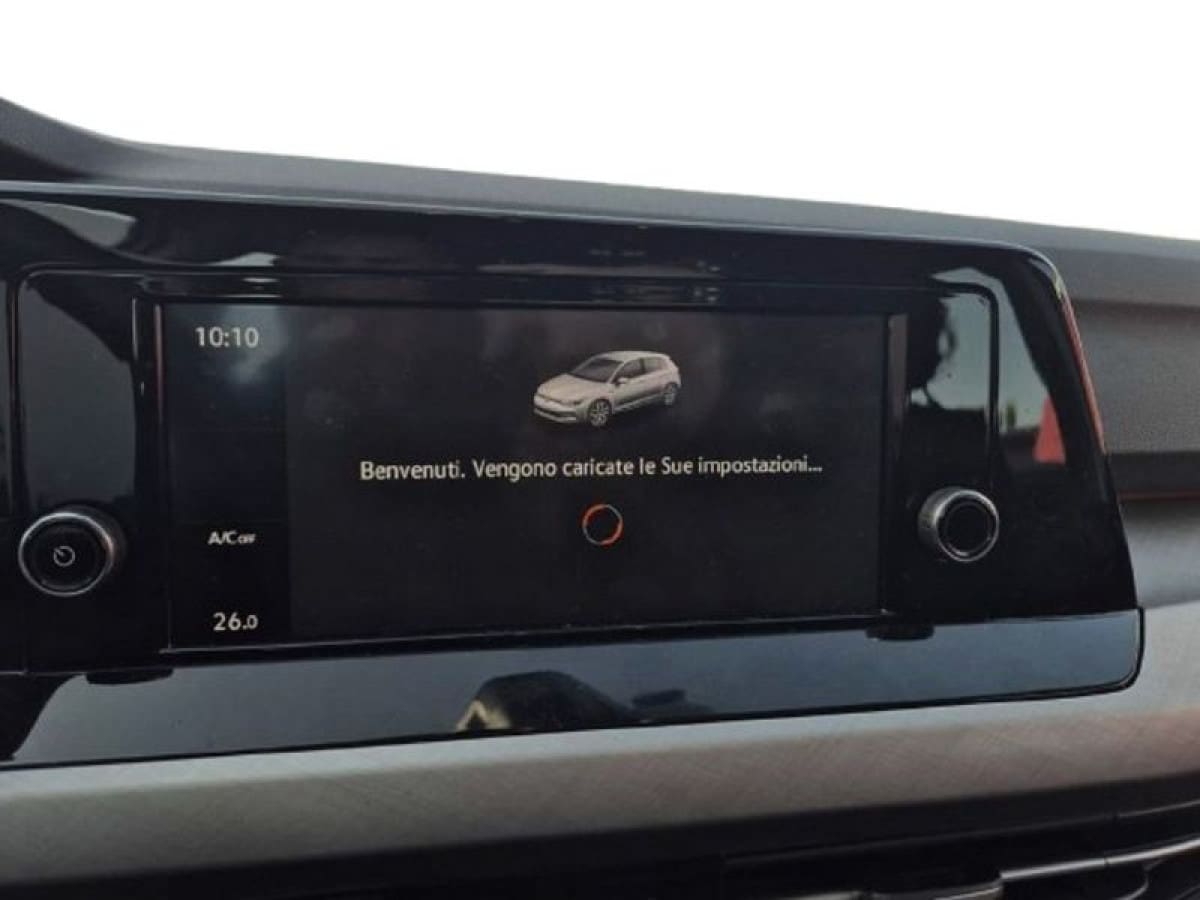 10:10
Benvenuti. Vengono caricate le Sue impostazioni...
A/C OFF
26.0